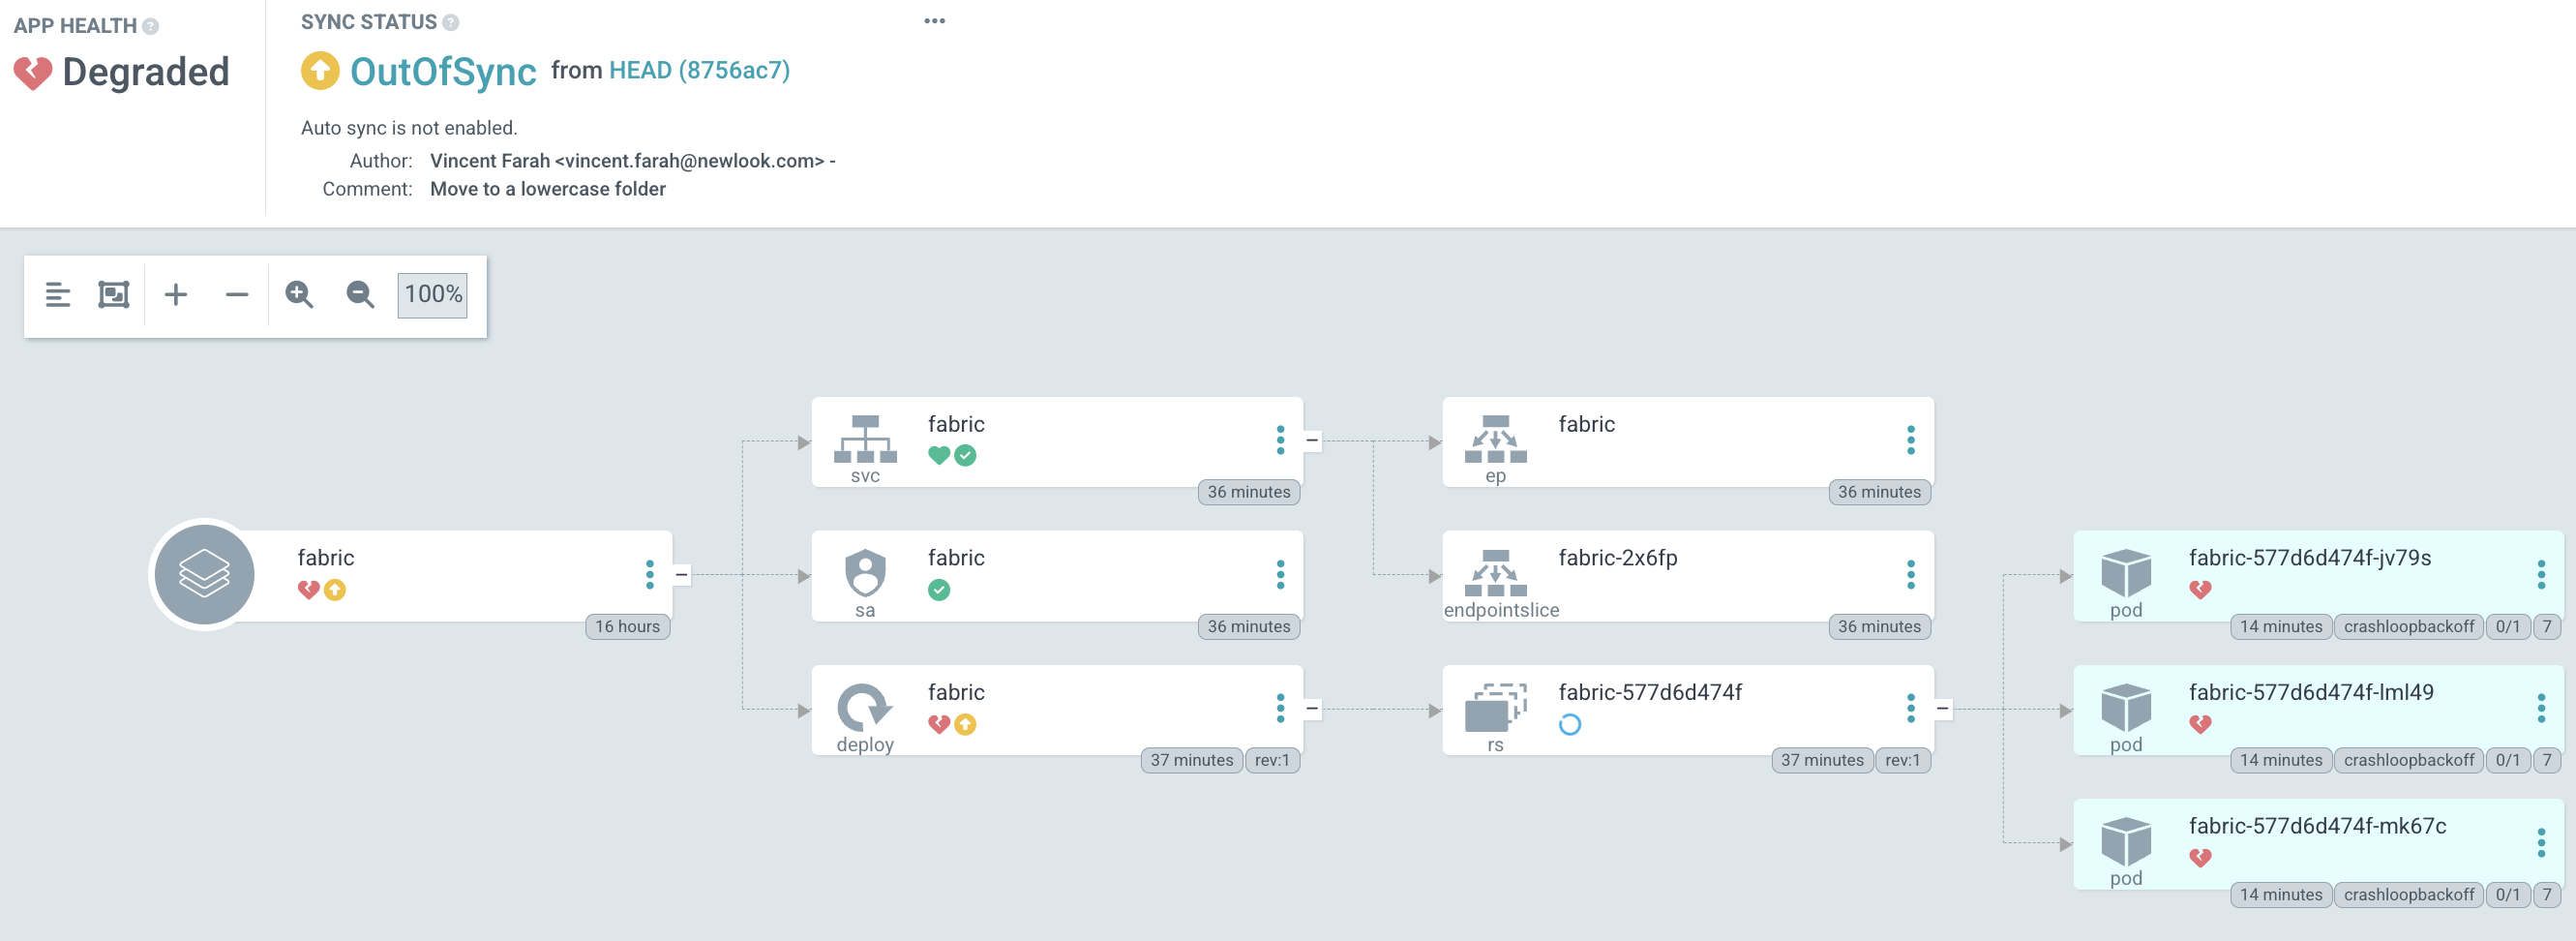 APP HEALTH ?
Degraded
SYNC STATUS ?
OutOfSync from HEAD (8756ac7)
Auto sync is not enabled.
Author: Vincent Farah <vincent.farah@newlook.com> -
Comment: Move to a lowercase folder
100%
fabric
16 hours
fabric
svc
36 minutes
fabric
sa
36 minutes
fabric
deploy
37 minutes rev:1
fabric
ep
36 minutes
fabric-2x6fp
endpointslice
36 minutes
fabric-577d6d474f
rs
37 minutes rev:1
fabric-577d6d474f-jv79s
pod
14 minutes crashloopbackoff 0/1 7
fabric-577d6d474f-lml49
pod
14 minutes crashloopbackoff 0/1 7
fabric-577d6d474f-mk67c
pod
14 minutes crashloopbackoff 0/1 7